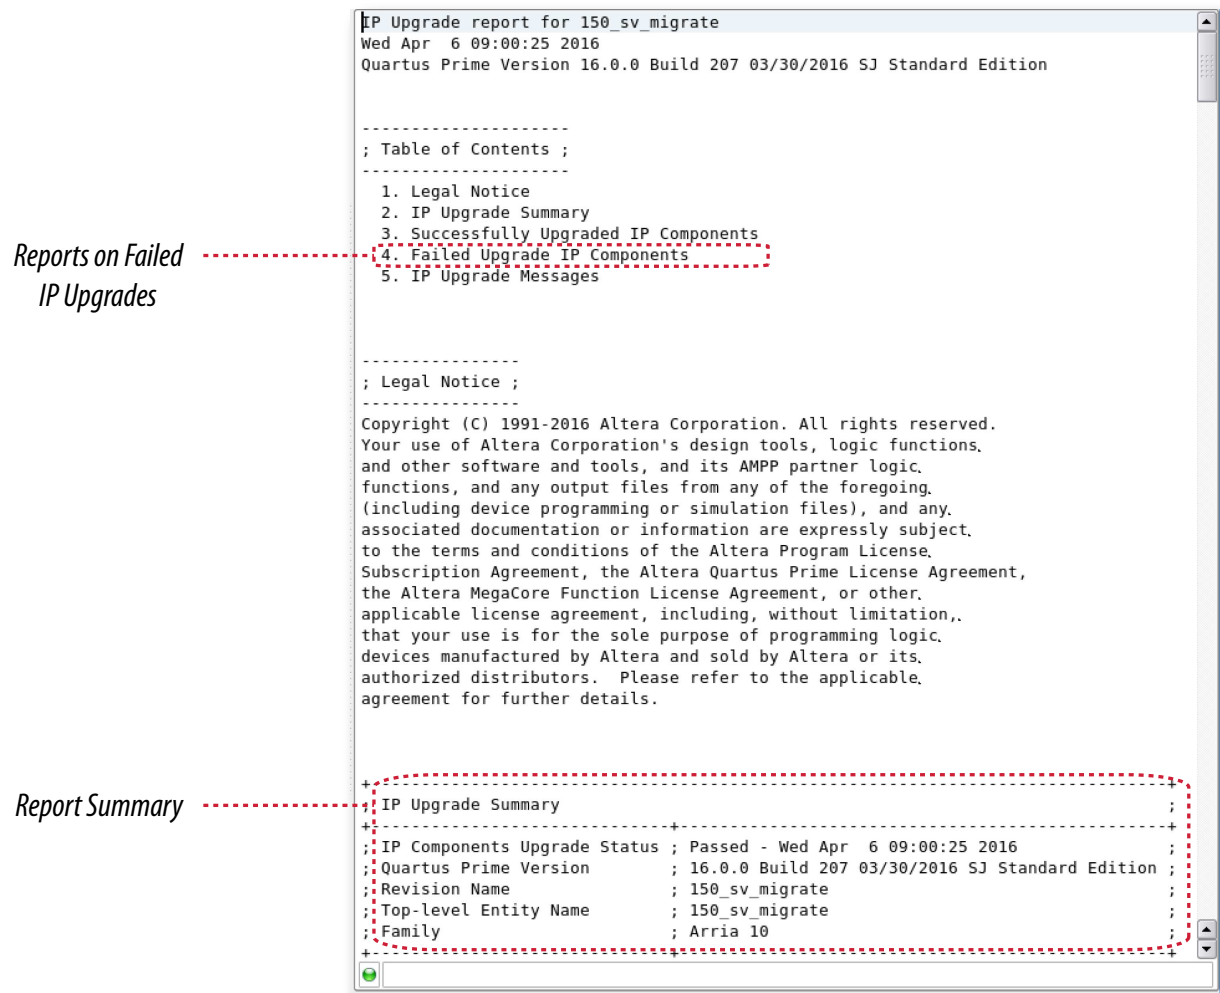 IP Upgrade report for 150_sv_migrate
Wed Apr  6 09:00:25 2016
Quartus Prime Version 16.0.0 Build 207 03/30/2016 SJ Standard Edition
---------------------
; Table of Contents ;
---------------------
1. Legal Notice
2. IP Upgrade Summary
3. Successfully Upgraded IP Components
4. Failed Upgrade IP Components
5. IP Upgrade Messages
Reports on Failed
IP Upgrades
----------------
; Legal Notice ;
----------------
Copyright (C) 1991-2016 Altera Corporation. All rights reserved.
Your use of Altera Corporation's design tools, logic functions.
and other software and tools, and its AMPP partner logic.
functions, and any output files from any of the foregoing.
(including device programming or simulation files), and any.
associated documentation or information are expressly subject.
to the terms and conditions of the Altera Program License.
Subscription Agreement, the Altera Quartus Prime License Agreement,
the Altera MegaCore Function License Agreement, or other.
applicable license agreement, including, without limitation,.
that your use is for the sole purpose of programming logic.
devices manufactured by Altera and sold by Altera or its.
authorized distributors.  Please refer to the applicable.
agreement for further details.
Report Summary
+--------------------------------------------------------------------------------+
; IP Upgrade Summary ;
+------------------------------+-------------------------------------------------+
; IP Components Upgrade Status ; Passed - Wed Apr  6 09:00:25 2016 ;
; Quartus Prime Version ; 16.0.0 Build 207 03/30/2016 SJ Standard Edition ;
; Revision Name ; 150_sv_migrate ;
; Top-level Entity Name ; 150_sv_migrate ;
; Family ; Arria 10 ;
+------------------------------+-------------------------------------------------+